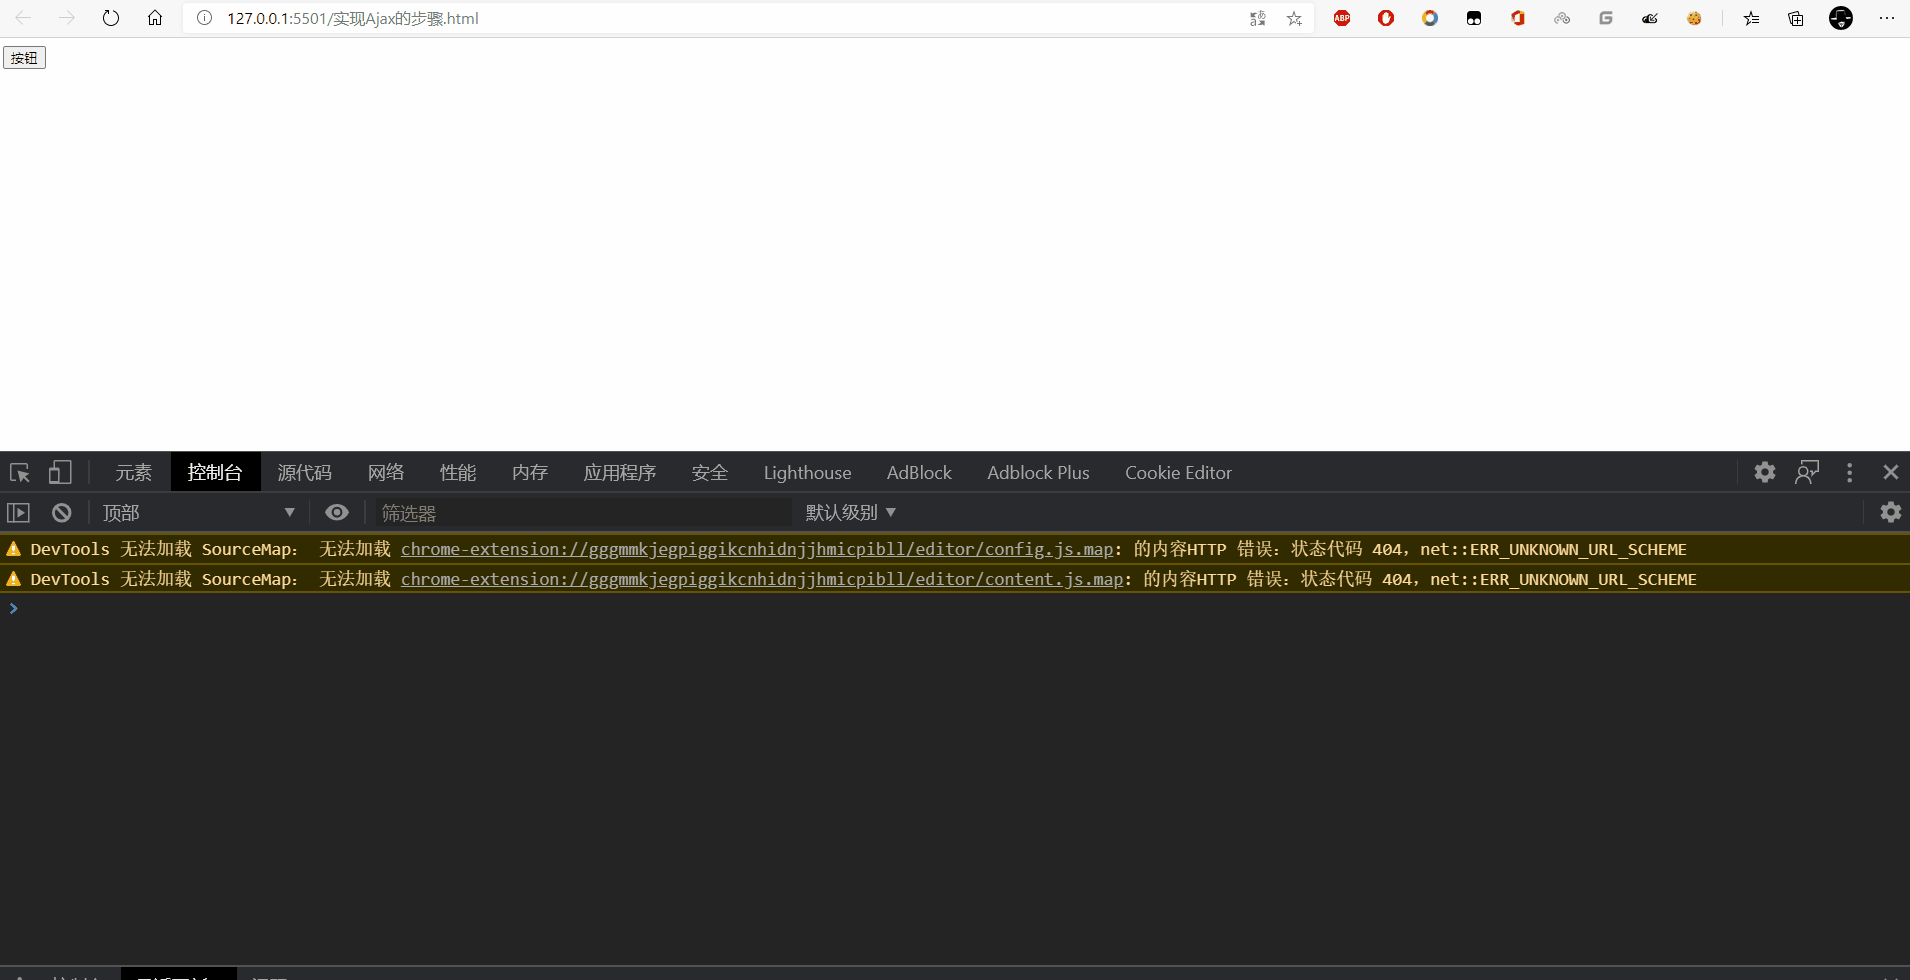 127.0.0.1:5501/实现Ajax的步骤.html
ABP
按钮
元素 控制台 源代码 网络 性能 内存 应用程序 安全 Lighthouse AdBlock Adblock Plus Cookie Editor
顶部 筛选器 默认级别
DevTools 无法加载 SourceMap: 无法加载 chrome-extension://gggmmkjegpiggikcnhidnjjhmicpibll/editor/config.js.map: 的内容HTTP 错误: 状态代码 404, net::ERR_UNKNOWN_URL_SCHEME
DevTools 无法加载 SourceMap: 无法加载 chrome-extension://gggmmkjegpiggikcnhidnjjhmicpibll/editor/content.js.map: 的内容HTTP 错误: 状态代码 404, net::ERR_UNKNOWN_URL_SCHEME